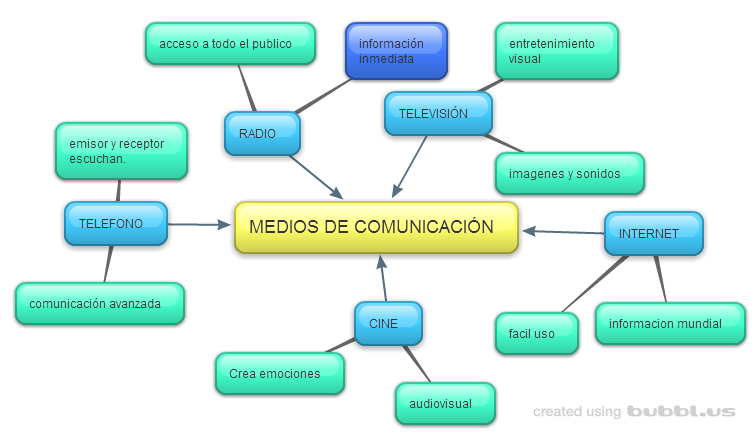 acceso a todo el publico
información
inmediata
entretenimiento
visual
RADIO
TELEVISIÓN
emisor y receptor
escuchan.
imagenes y sonidos
TELEFONO
MEDIOS DE COMUNICACIÓN
INTERNET
comunicación avanzada
CINE
facil uso
informacion mundial
Crea emociones
audiovisual
created using bubbl.us